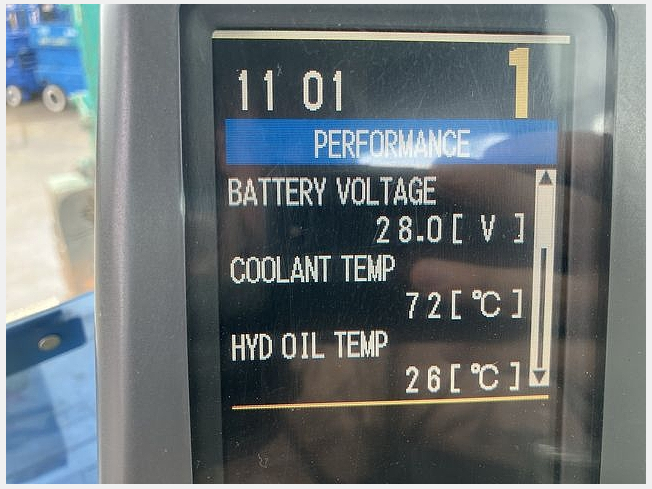 11 01 1
PERFORMANCE
BATTERY VOLTAGE
28.0[ V ]
COOLANT TEMP
72[℃]
HYD OIL TEMP
26[℃]